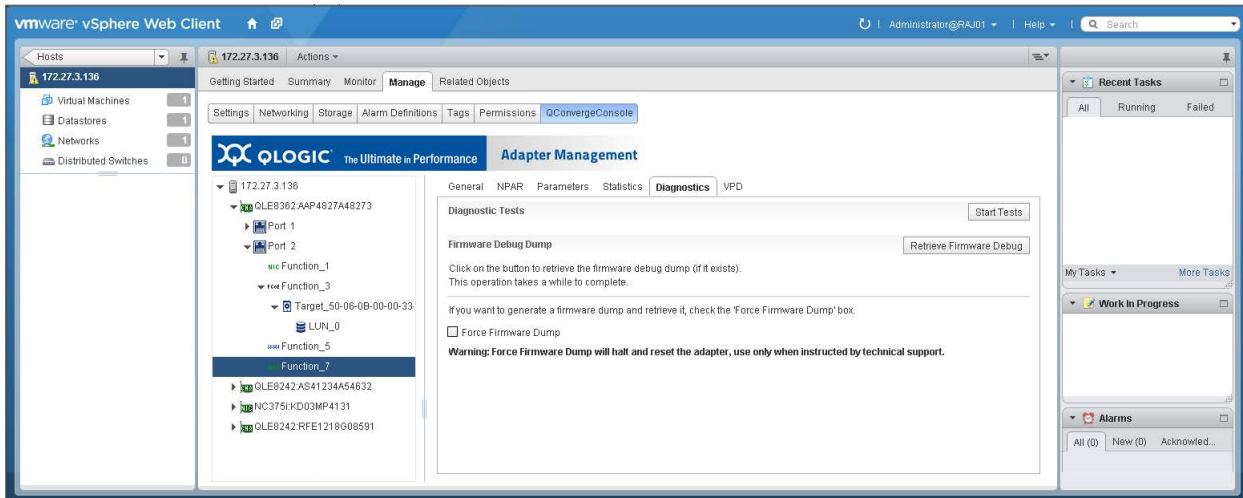 vmware® vSphere Web Client
Administrator@RAJ01
Help
Search
Hosts
172.27.3.136
Virtual Machines 1
Datastores 1
Networks 1
Distributed Switches 0
172.27.3.136 Actions
Getting Started Summary Monitor Manage Related Objects
Settings Networking Storage Alarm Definitions Tags Permissions QConvergeConsole
QLOGIC® The Ultimate in Performance Adapter Management
172.27.3.136
QLE8362:AAP4827A48273
Port 1
Port 2
NIC Function_1
Function_3
Target_50-06-0B-00-00-33-
LUN_0
Function_5
Function_7
QLE8242:AS41234A54632
NC375i:KD03MP4131
QLE8242:RFE1218G08591
General NPAR Parameters Statistics Diagnostics VPD
Diagnostic Tests Start Tests
Firmware Debug Dump Retrieve Firmware Debug
Click on the button to retrieve the firmware debug dump (if it exists).
This operation takes a while to complete.
If you want to generate a firmware dump and retrieve it, check the 'Force Firmware Dump' box.
Force Firmware Dump
Warning: Force Firmware Dump will halt and reset the adapter, use only when instructed by technical support.
Recent Tasks
All Running Failed
My Tasks More Tasks
Work In Progress
Alarms
All (0) New (0) Acknowled...